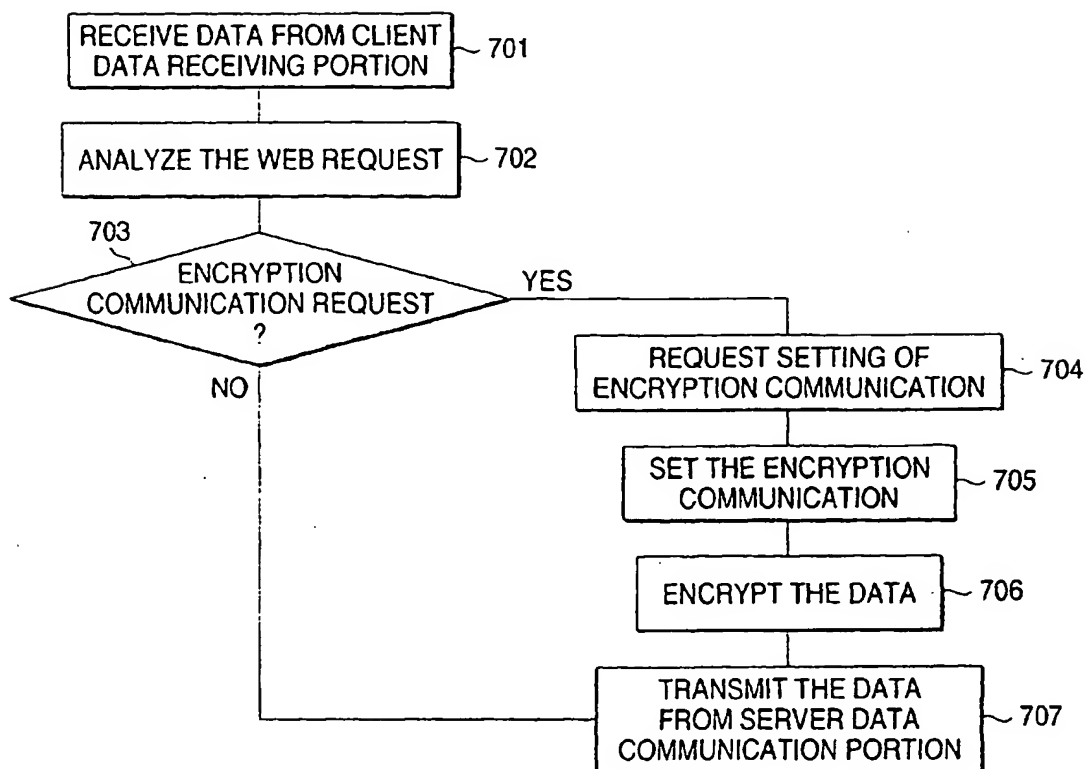 RECEIVE DATA FROM CLIENT
DATA RECEIVING PORTION
701
ANALYZE THE WEB REQUEST
702
703
ENCRYPTION
COMMUNICATION REQUEST
?
YES
NO
REQUEST SETTING OF
ENCRYPTION COMMUNICATION
704
SET THE ENCRYPTION
COMMUNICATION
705
ENCRYPT THE DATA
706
TRANSMIT THE DATA
FROM SERVER DATA
COMMUNICATION PORTION
707